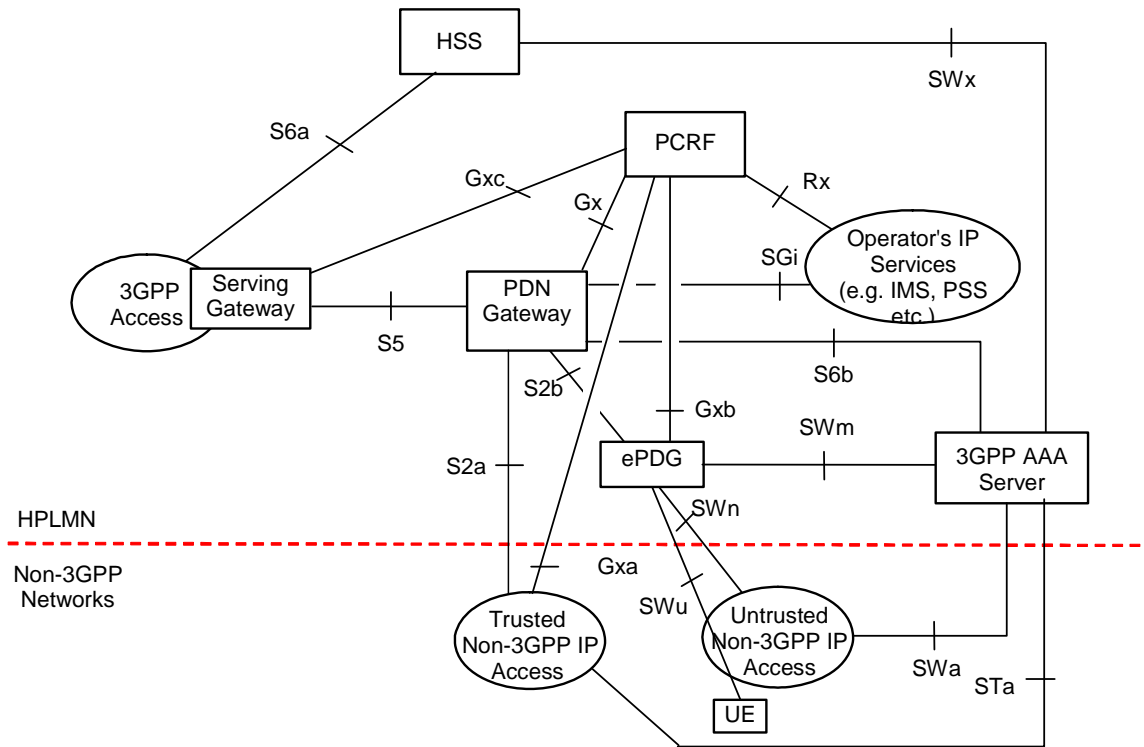 HSS
SWx
S6a
PCRF
Gxc
Gx
Rx
Operator's IP
Services
(e.g. IMS, PSS
etc.)
SGi
3GPP
Access
Serving
Gateway
PDN
Gateway
S5
S2b
S6b
Gxb
SWm
S2a
ePDG
3GPP AAA
Server
SWn
HPLMN
Non-3GPP
Networks
Gxa
SWu
Trusted
Non-3GPP IP
Access
Untrusted
Non-3GPP IP
Access
SWa
STa
UE